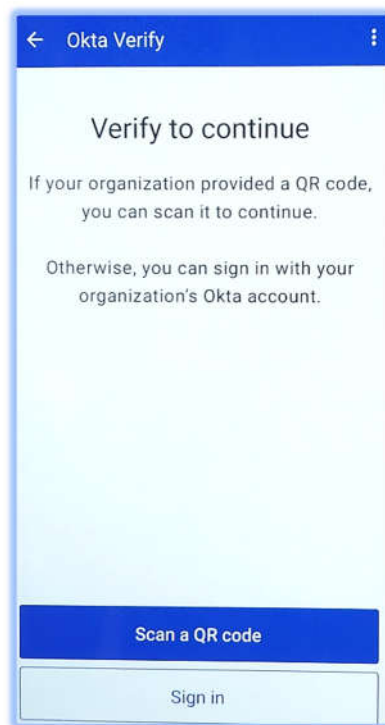 Okta Verify
Verify to continue
If your organization provided a QR code,
you can scan it to continue.
Otherwise, you can sign in with your
organization's Okta account.
Scan a QR code
Sign in